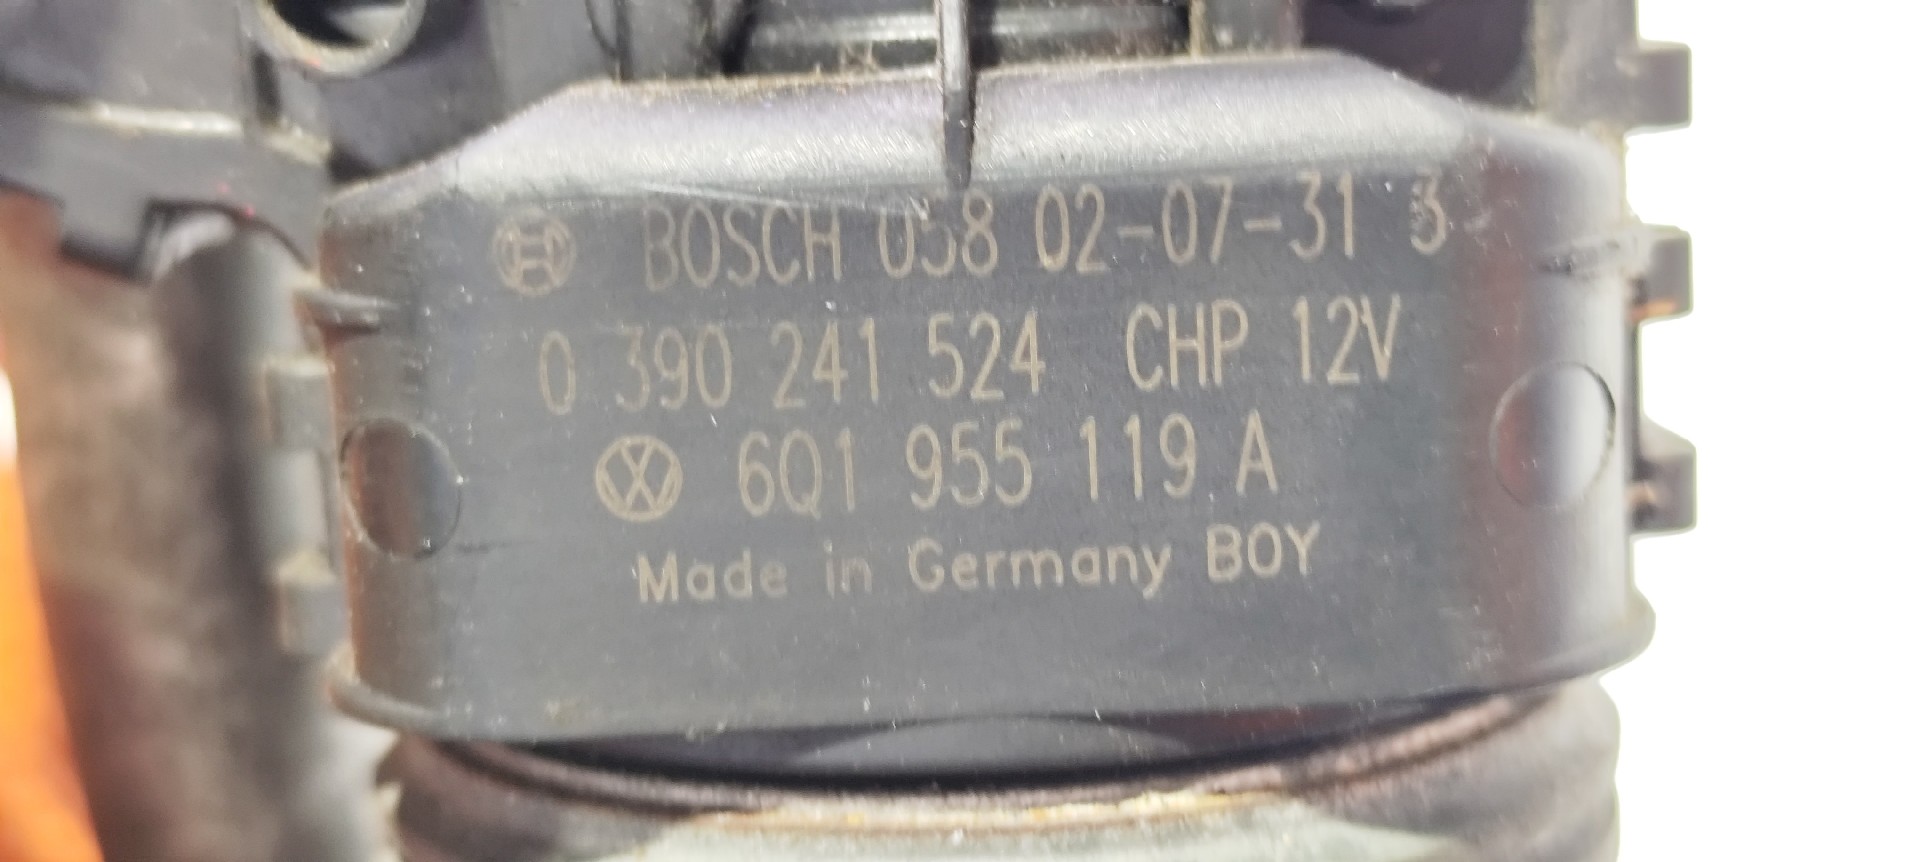 BOSCH 058 02-07-31 3
0 390 241 524 CHP 12V
6Q1 955 119 A
Made in Germany BOY